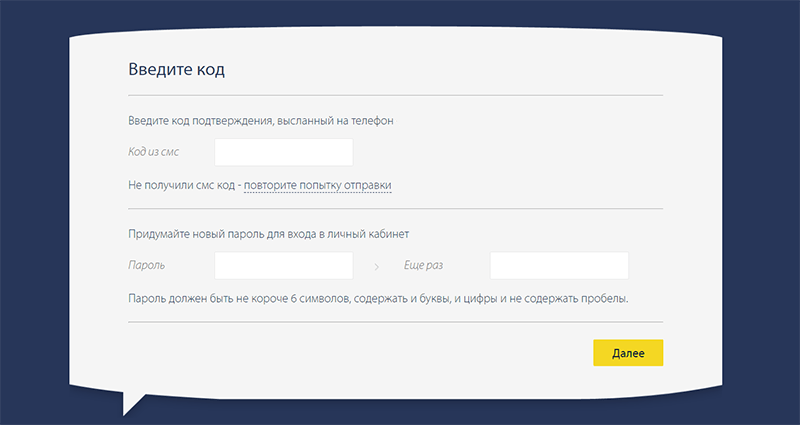 Введите код
Введите код подтверждения, высланный на телефон
Код из смс
Не получили смс код - повторите попытку отправки
Придумайте новый пароль для входа в личный кабинет
Пароль > Еще раз
Пароль должен быть не короче 6 символов, содержать и буквы, и цифры и не содержать пробелы.
Далее